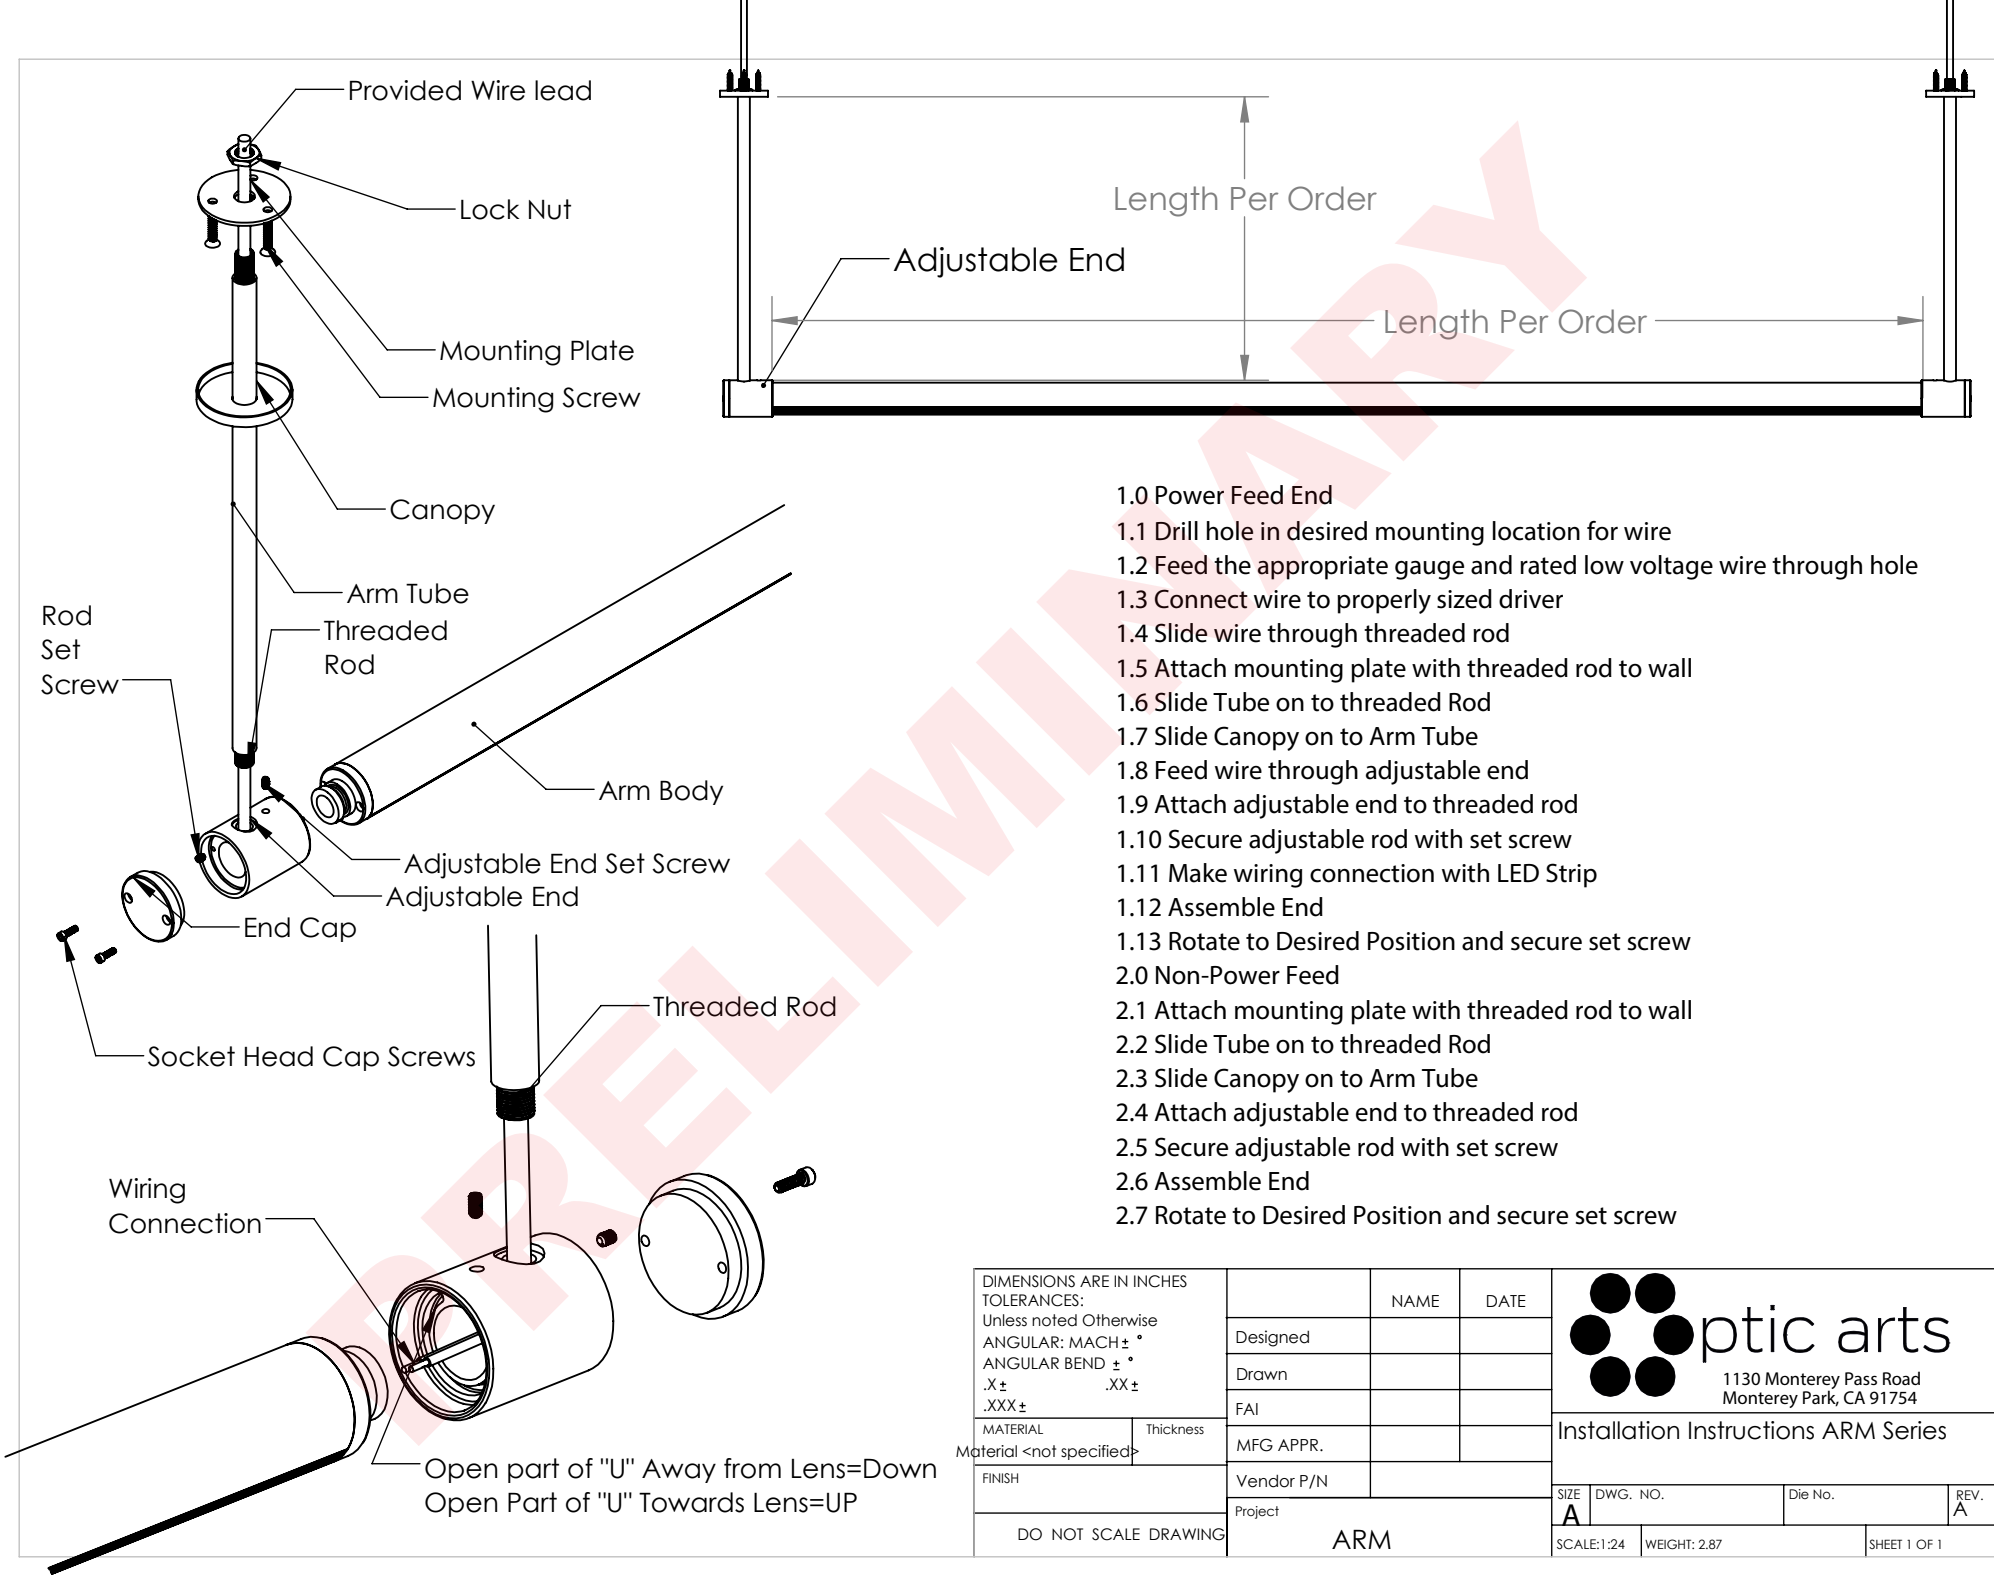 Provided Wire lead
Lock Nut
Mounting Plate
Mounting Screw
Canopy
Arm Tube
Threaded
Rod
Rod
Set
Screw
Arm Body
Adjustable End Set Screw
Adjustable End
End Cap
Socket Head Cap Screws
Threaded Rod
Wiring
Connection
Open part of "U" Away from Lens=Down
Open Part of "U" Towards Lens=UP
Length Per Order
Adjustable End
Length Per Order
PRELIMINARY
1.0 Power Feed End
1.1 Drill hole in desired mounting location for wire
1.2 Feed the appropriate gauge and rated low voltage wire through hole
1.3 Connect wire to properly sized driver
1.4 Slide wire through threaded rod
1.5 Attach mounting plate with threaded rod to wall
1.6 Slide Tube on to threaded Rod
1.7 Slide Canopy on to Arm Tube
1.8 Feed wire through adjustable end
1.9 Attach adjustable end to threaded rod
1.10 Secure adjustable rod with set screw
1.11 Make wiring connection with LED Strip
1.12 Assemble End
1.13 Rotate to Desired Position and secure set screw
2.0 Non-Power Feed
2.1 Attach mounting plate with threaded rod to wall
2.2 Slide Tube on to threaded Rod
2.3 Slide Canopy on to Arm Tube
2.4 Attach adjustable end to threaded rod
2.5 Secure adjustable rod with set screw
2.6 Assemble End
2.7 Rotate to Desired Position and secure set screw
DIMENSIONS ARE IN INCHES
TOLERANCES:
Unless noted Otherwise
ANGULAR: MACH ± °
ANGULAR BEND ± °
.X ± .XX ±
.XXX ±
MATERIAL Thickness
Material <not specified>
FINISH
DO NOT SCALE DRAWING
NAME DATE
Designed
Drawn
FAI
MFG APPR.
Vendor P/N
Project
ARM
ptic arts
1130 Monterey Pass Road
Monterey Park, CA 91754
Installation Instructions ARM Series
SIZE DWG. NO. Die No. REV.
A A
SCALE:1:24 WEIGHT: 2.87 SHEET 1 OF 1